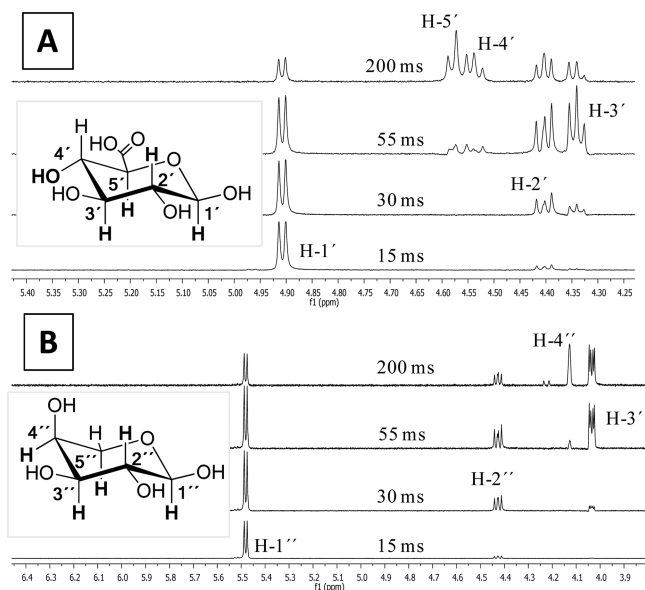 A
H-5´
H-4´
200 ms
H-3´
55 ms
H-2´
30 ms
H-1´
15 ms
H
O
HO
4´
H
O
HO
2´
HO
5´
OH
3´
H
OH
1´
H
H
5.40 5.35 5.30 5.25 5.20 5.15 5.10 5.05 5.00 4.95 4.90 4.85 4.80 4.75 4.70 4.65 4.60 4.55 4.50 4.45 4.40 4.35 4.30 4.25
f1 (ppm)
B
H-4´´
200 ms
H-3´´
55 ms
H-2´´
30 ms
H-1´´
15 ms
OH
4´´
H
H
O
H
5´´
2´´
HO
OH
3´´
H
OH
1´´
H
H
6.4 6.3 6.2 6.1 6.0 5.9 5.8 5.7 5.6 5.5 5.4 5.3 5.2 5.1 5.0 4.9 4.8 4.7 4.6 4.5 4.4 4.3 4.2 4.1 4.0 3.9
f1 (ppm)